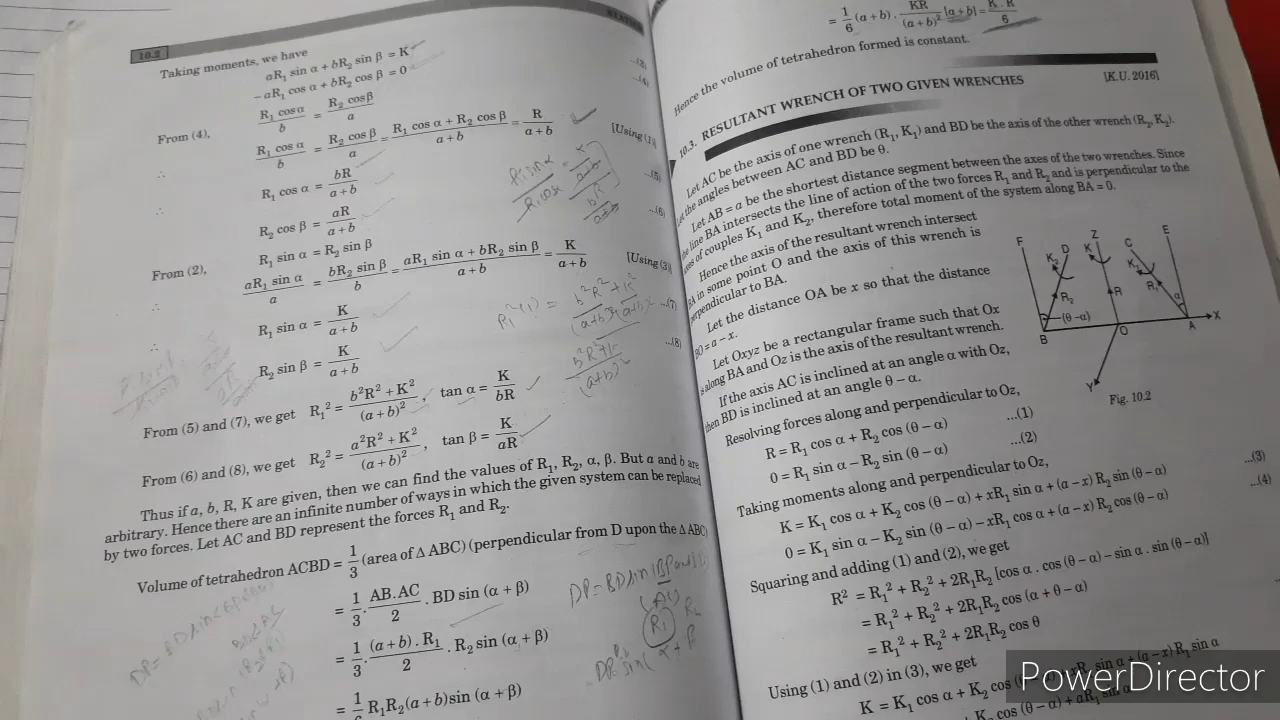 10.2
Taking moments, we have
aR₁ sin α + bR₂ sin β = K
– aR₁ cos α + bR₂ cos β = 0 ...(4)
From (4), R₁ cos α / b = R₂ cos β / a
∴ R₁ cos α / b = R₂ cos β / a = (R₁ cos α + R₂ cos β) / (a + b) = R / (a + b) [Using (1)]
∴ R₁ cos α = bR / (a + b) ...(5)
R₂ cos β = aR / (a + b) ...(6)
From (2), R₁ sin α = R₂ sin β
∴ aR₁ sin α / a = bR₂ sin β / b = (aR₁ sin α + bR₂ sin β) / (a + b) = K / (a + b) [Using (3)]
∴ R₁ sin α = K / (a + b) ...(7)
R₂ sin β = K / (a + b) ...(8)
From (5) and (7), we get R₁² = (b²R² + K²) / (a + b)², tan α = K / bR
From (6) and (8), we get R₂² = (a²R² + K²) / (a + b)², tan β = K / aR
Thus if a, b, R, K are given, then we can find the values of R₁, R₂, α, β. But a and b are
arbitrary. Hence there are an infinite number of ways in which the given system can be replaced
by two forces. Let AC and BD represent the forces R₁ and R₂.
Volume of tetrahedron ACBD = 1/3 (area of Δ ABC) (perpendicular from D upon the Δ ABC)
= 1/3 . AB.AC / 2 . BD sin (α + β)
= 1/3 . (a + b) . R₁ / 2 . R₂ sin (α + β)
= 1/6 R₁R₂ (a + b) sin (α + β)
= 1/6 (a + b) . KR / (a + b)² |a + b| = K . R / 6
Hence the volume of tetrahedron formed is constant.
10.3. RESULTANT WRENCH OF TWO GIVEN WRENCHES [K.U. 2016]
Let AC be the axis of one wrench (R₁, K₁) and BD be the axis of the other wrench (R₂, K₂).
Let the angles between AC and BD be θ.
Let AB = a be the shortest distance segment between the axes of the two wrenches. Since
the line BA intersects the line of action of the two forces R₁ and R₂ and is perpendicular to the
axes of couples K₁ and K₂, therefore total moment of the system along BA = 0.
Hence the axis of the resultant wrench intersect
BA in some point O and the axis of this wrench is
perpendicular to BA.
Let the distance OA be x so that the distance
BO = a – x.
Let Oxyz be a rectangular frame such that Ox
is along BA and Oz is the axis of the resultant wrench.
If the axis AC is inclined at an angle α with Oz,
then BD is inclined at an angle θ – α.
F K₂ D Z K C K₁ E
R₂ R R₁ α
(θ – α)
B O A X
Y
Fig. 10.2
Resolving forces along and perpendicular to Oz,
R = R₁ cos α + R₂ cos (θ – α) ...(1)
0 = R₁ sin α – R₂ sin (θ – α) ...(2)
Taking moments along and perpendicular to Oz,
K = K₁ cos α + K₂ cos (θ – α) + xR₁ sin α + (a – x) R₂ sin (θ – α) ...(3)
0 = K₁ sin α – K₂ sin (θ – α) – xR₁ cos α + (a – x) R₂ cos (θ – α) ...(4)
Squaring and adding (1) and (2), we get
R² = R₁² + R₂² + 2R₁R₂ [cos α . cos (θ – α) – sin α . sin (θ – α)]
= R₁² + R₂² + 2R₁R₂ cos (α + θ – α)
= R₁² + R₂² + 2R₁R₂ cos θ
Using (1) and (2) in (3), we get
K = K₁ cos α + K₂ cos (θ sin α + (a – x) R₁ sin α
PowerDirector